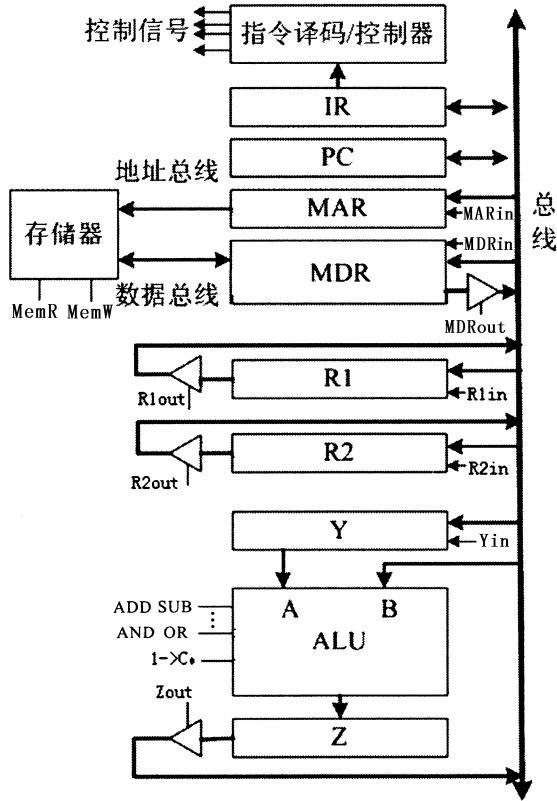 控制信号
指令译码/控制器
IR
PC
地址总线
MAR
MARin
总线
存储器
MDRin
MDR
数据总线
MemR MemW
MDRout
R1
R1out
R1in
R2
R2out
R2in
Y
Yin
A B
ADD SUB
⋮
AND OR
ALU
1->C₀
Zout
Z